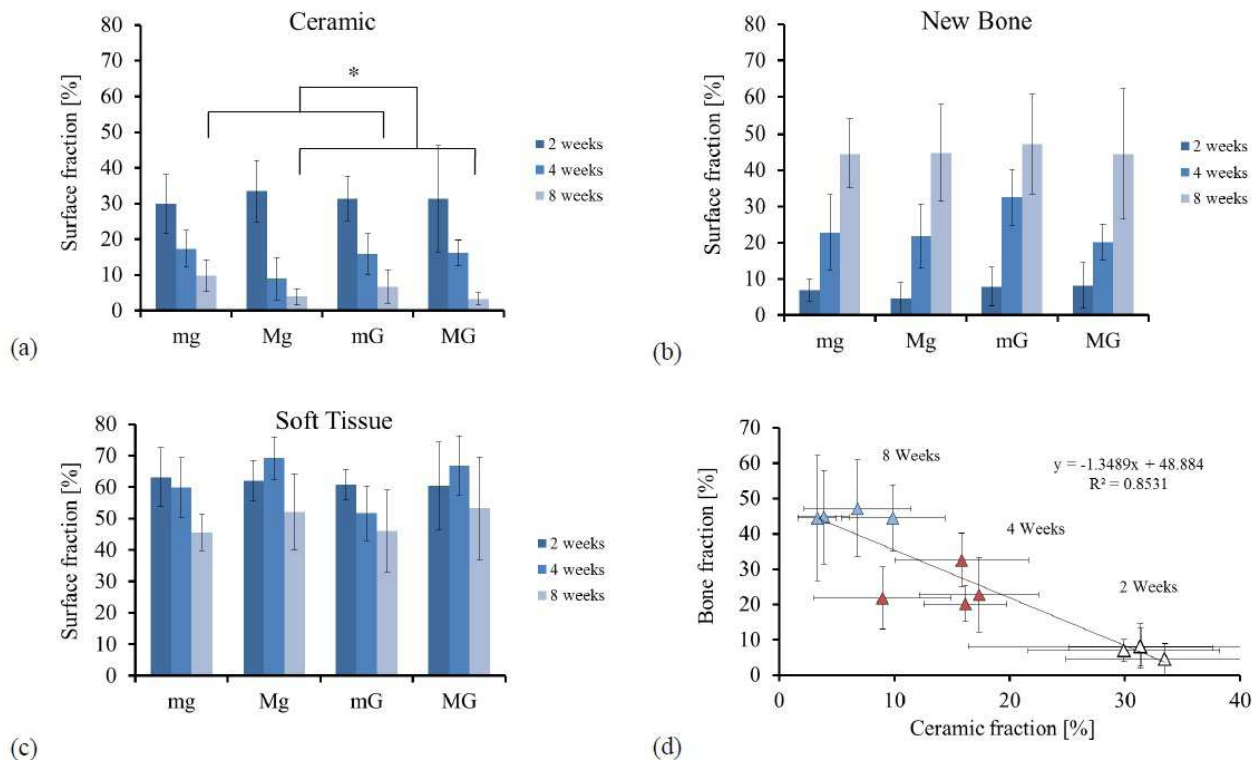 Ceramic
Surface fraction [%]
80
70
60
50
40
30
20
10
0
*
2 weeks
4 weeks
8 weeks
mg Mg mG MG
(a)
New Bone
Surface fraction [%]
80
70
60
50
40
30
20
10
0
2 weeks
4 weeks
8 weeks
mg Mg mG MG
(b)
Soft Tissue
Surface fraction [%]
80
70
60
50
40
30
20
10
0
2 weeks
4 weeks
8 weeks
mg Mg mG MG
(c)
Bone fraction [%]
70
60
50
40
30
20
10
0
8 Weeks
y = -1.3489x + 48.884
R² = 0.8531
4 Weeks
2 Weeks
0 10 20 30 40
Ceramic fraction [%]
(d)